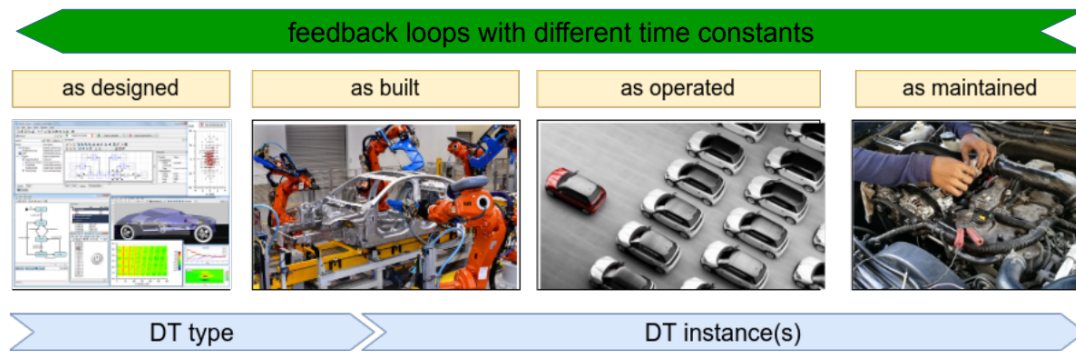 feedback loops with different time constants
as designed
as built
as operated
as maintained
DT type
DT instance(s)